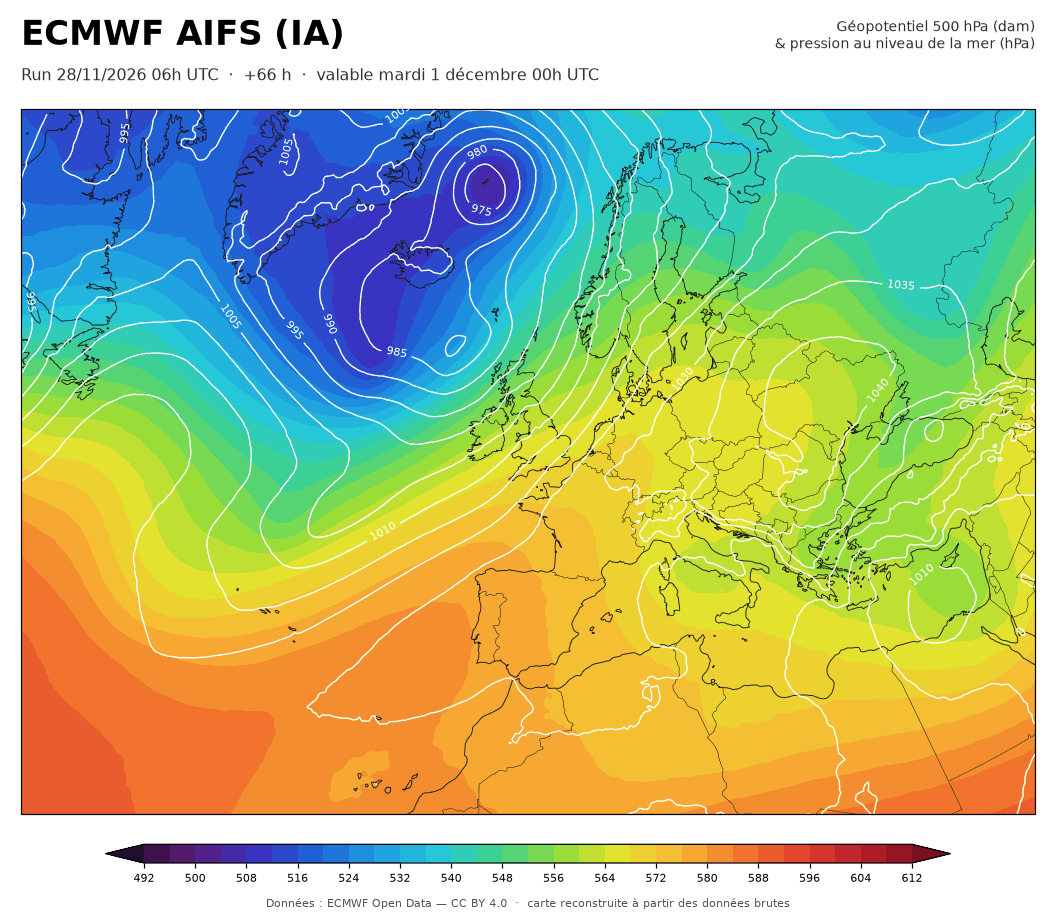 ECMWF AIFS (IA)
Géopotentiel 500 hPa (dam)
& pression au niveau de la mer (hPa)
Run 28/11/2026 06h UTC · +66 h · valable mardi 1 décembre 00h UTC
995
1005
1005
980
975
995
1005
995
990
985
1035
1030
1040
1010
1010
492 500 508 516 524 532 540 548 556 564 572 580 588 596 604 612
Données : ECMWF Open Data — CC BY 4.0 · carte reconstruite à partir des données brutes